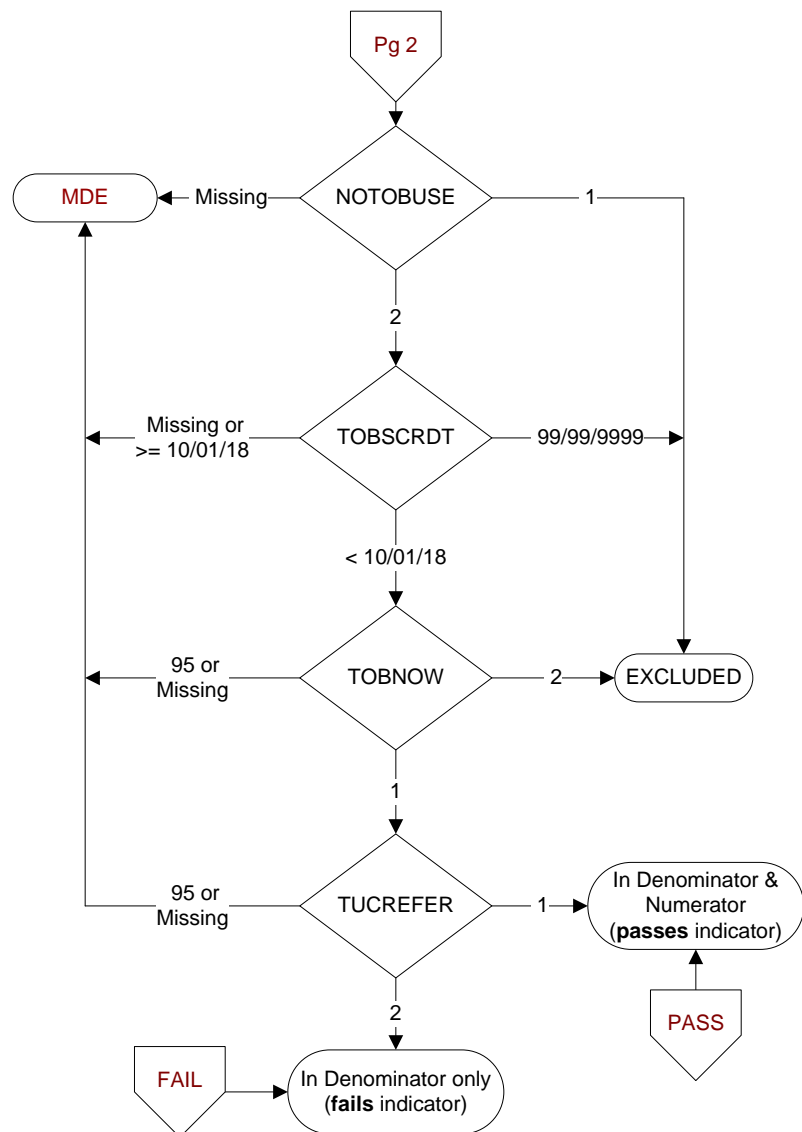 Pg 2
NOTOBUSE
MDE
Missing
1
2
TOBSCRDT
Missing or
>= 10/01/18
99/99/9999
< 10/01/18
TOBNOW
95 or
Missing
2
EXCLUDED
1
TUCREFER
95 or
Missing
1
In Denominator &
Numerator
(passes indicator)
2
PASS
FAIL
In Denominator only
(fails indicator)